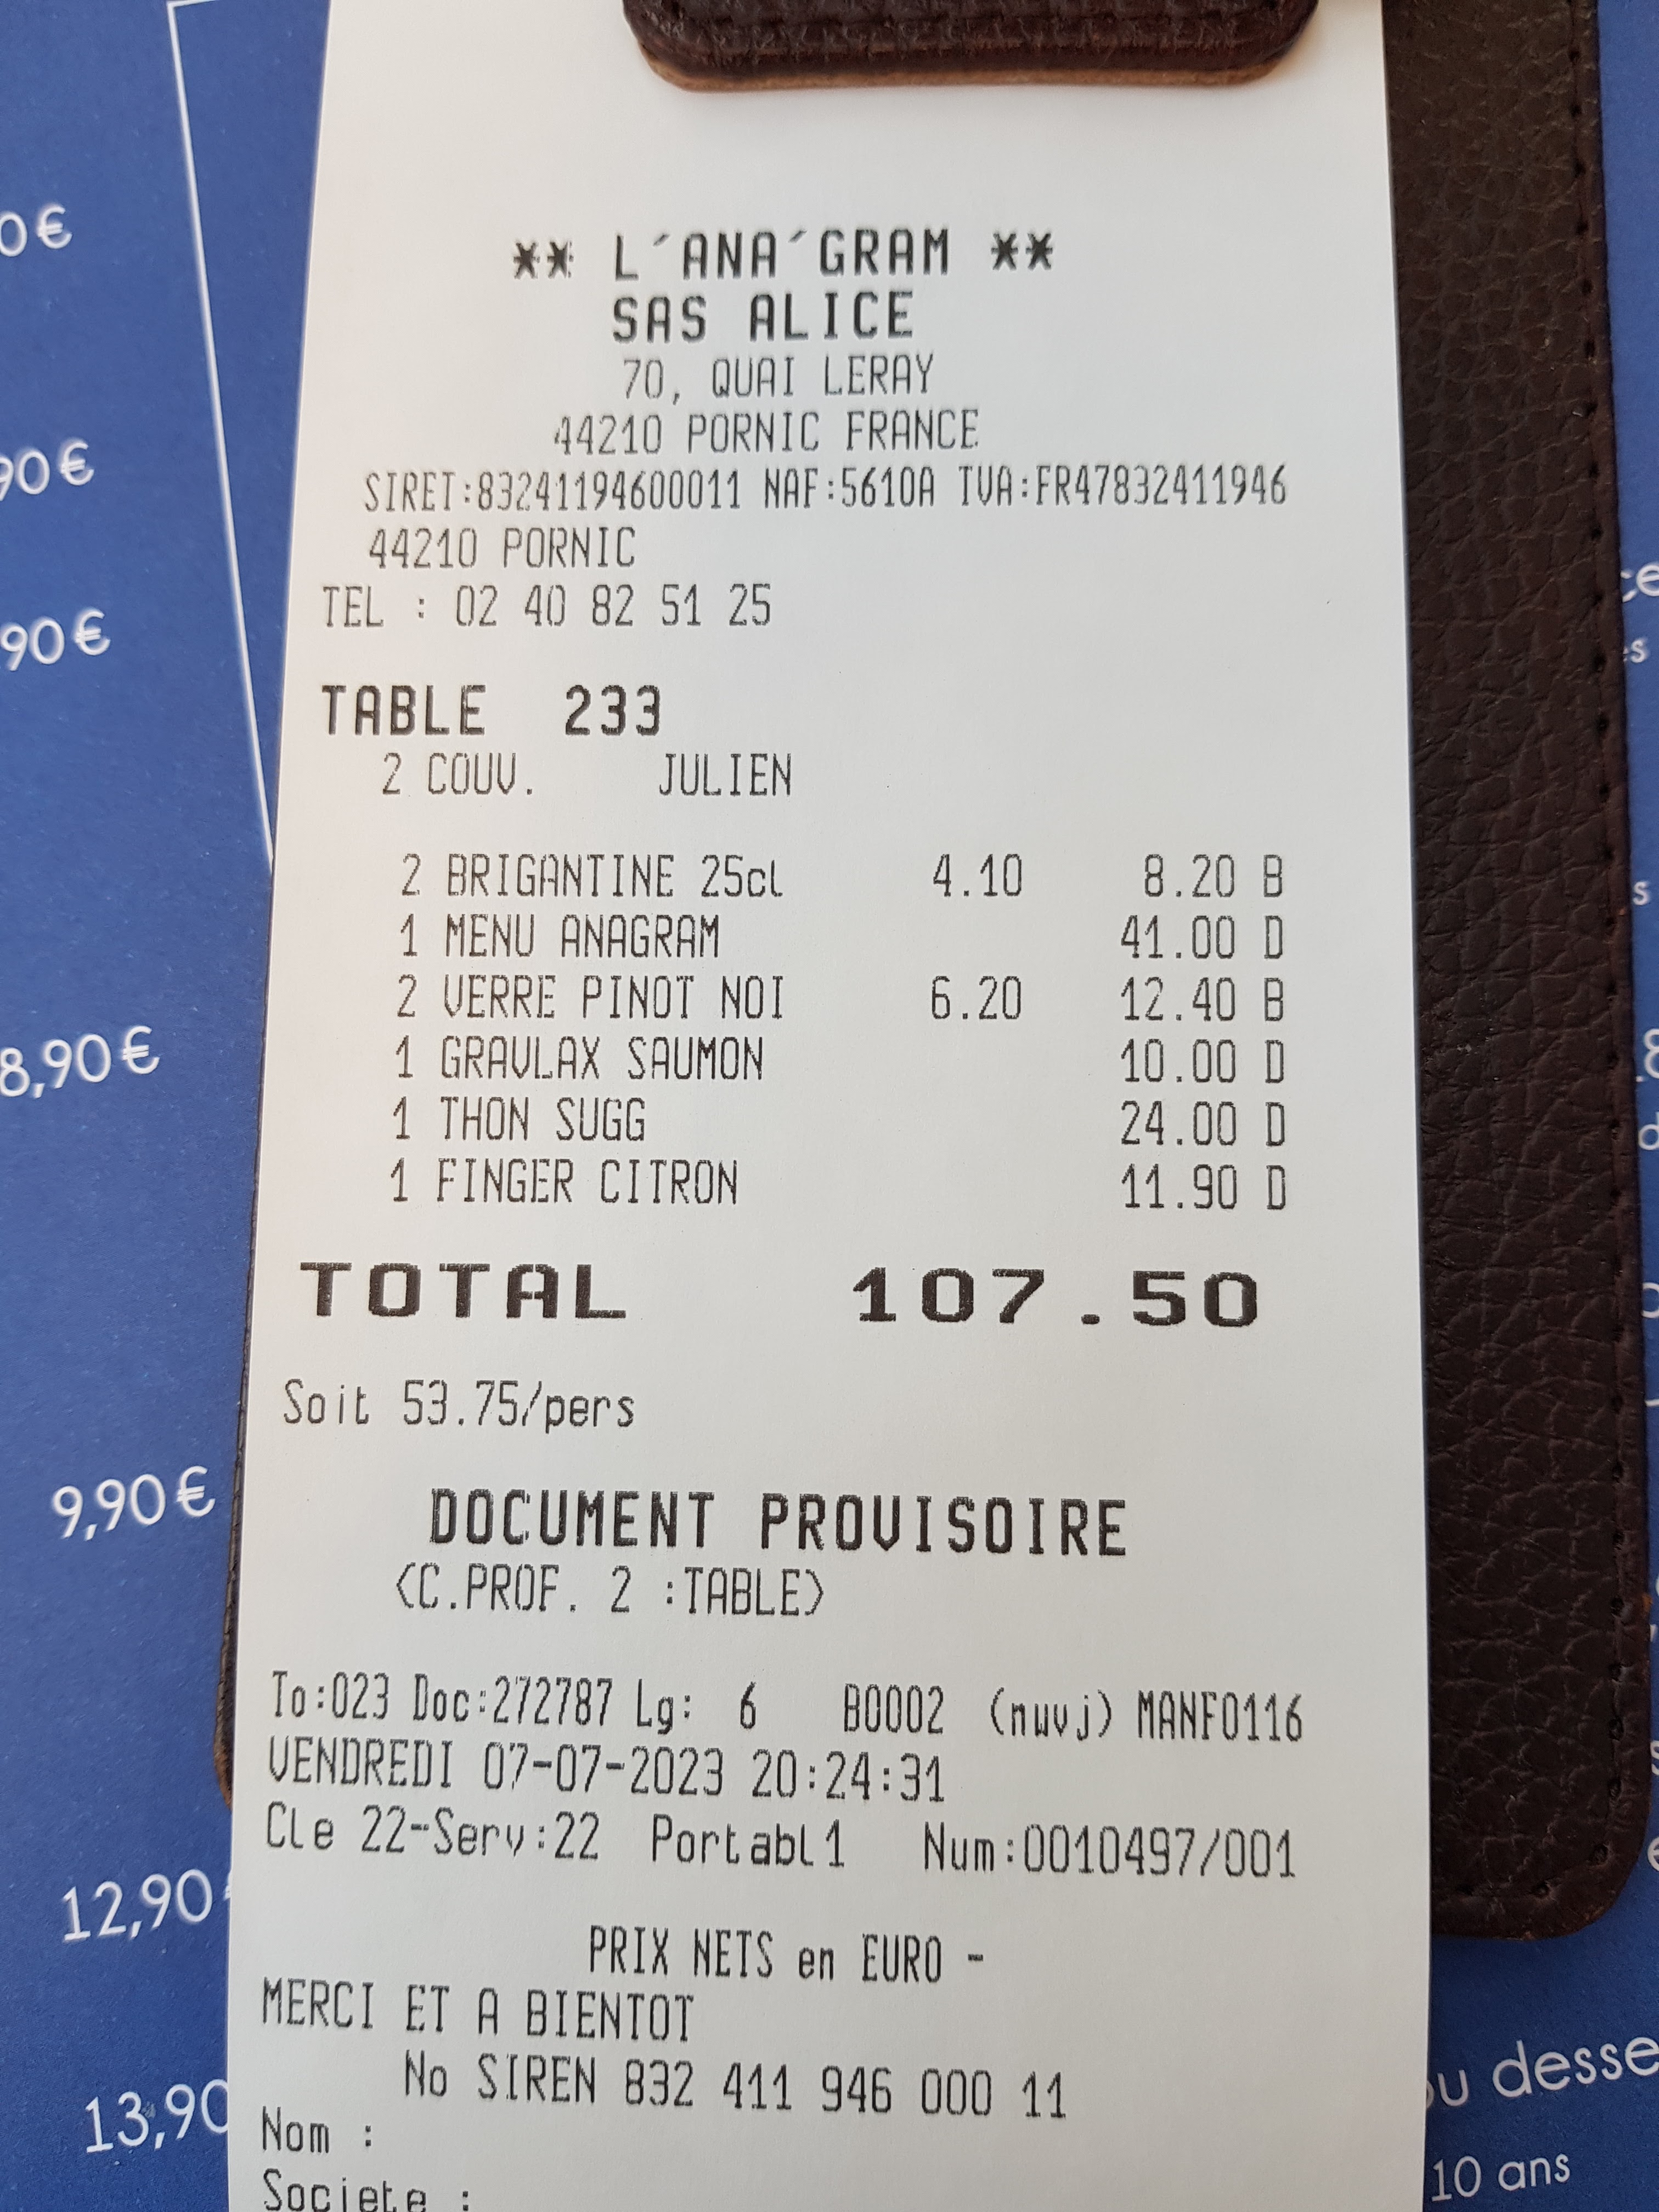 ** L´ANA´GRAM **
SAS ALICE
70, QUAI LERAY
44210 PORNIC FRANCE
SIRET:83241194600011 NAF:5610A TVA:FR47832411946
44210 PORNIC
TEL : 02 40 82 51 25
TABLE 233
2 COUV. JULIEN
2 BRIGANTINE 25cl 4.10 8.20 B
1 MENU ANAGRAM 41.00 D
2 VERRE PINOT NOI 6.20 12.40 B
1 GRAVLAX SAUMON 10.00 D
1 THON SUGG 24.00 D
1 FINGER CITRON 11.90 D
TOTAL 107.50
Soit 53.75/pers
DOCUMENT PROVISOIRE
<C.PROF. 2 :TABLE>
To:023 Doc:272787 Lg: 6 B0002 (nwvj) MANF0116
VENDREDI 07-07-2023 20:24:31
Cle 22-Serv:22 Portabl1 Num:0010497/001
PRIX NETS en EURO -
MERCI ET A BIENTOT
No SIREN 832 411 946 000 11
Nom :
Societe :
0€
90€
90€
8,90€
9,90€
12,90
13,90
ou desse
10 ans